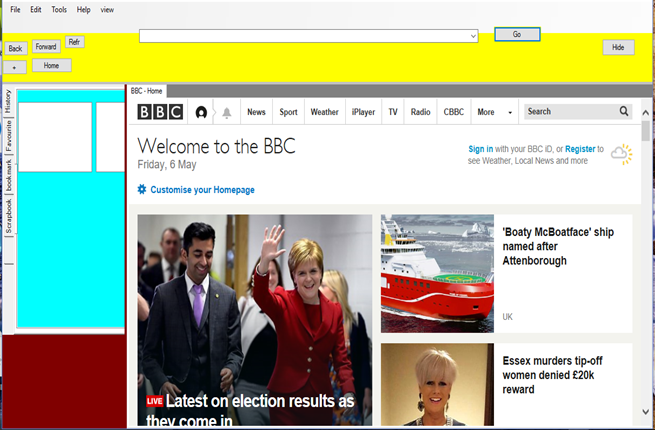 File Edit Tools Help view
Back Forward Refr
Go
Hide
+ Home
BBC - Home
History
Favourite
book mark
Scrapbook
BBC News Sport Weather iPlayer TV Radio CBBC More Search
Welcome to the BBC
Friday, 6 May
Sign in with your BBC iD, or Register to
see Weather, Local News and more
Customise your Homepage
LIVE Latest on election results as
they come in
'Boaty McBoatface' ship
named after
Attenborough
UK
Essex murders tip-off
women denied £20k
reward